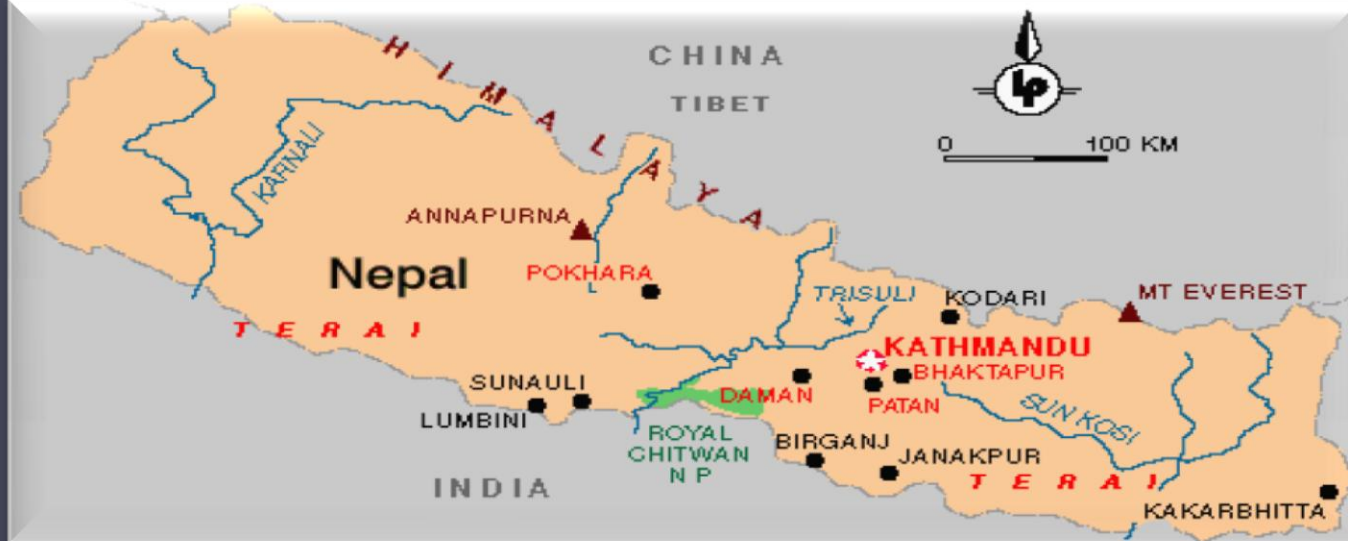 CHINA
TIBET
HIMALAYA
LP
0 100 KM
KARNALI
ANNAPURNA
Nepal
POKHARA
TRISULI
KODARI
MT EVEREST
TERAI
KATHMANDU
BHAKTAPUR
SUNAULI
DAMAN
PATAN
LUMBINI
SUN KOSI
ROYAL
CHITWAN
N P
BIRGANJ
JANAKPUR
TERAI
INDIA
KAKARBHITTA